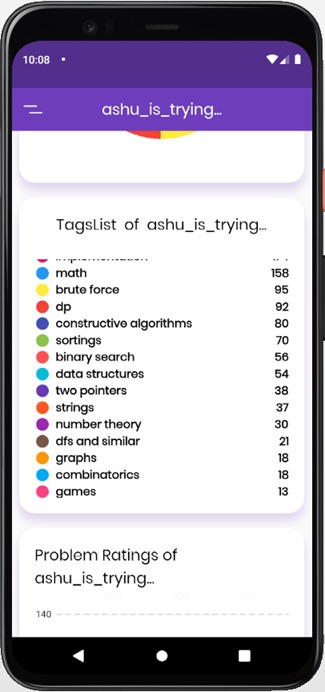 10:08
ashu_is_trying...
TagsList of ashu_is_trying...
implementation
math 158
brute force 95
dp 92
constructive algorithms 80
sortings 70
binary search 56
data structures 54
two pointers 38
strings 37
number theory 30
dfs and similar 21
graphs 18
combinatorics 18
games 13
Problem Ratings of
ashu_is_trying...
140